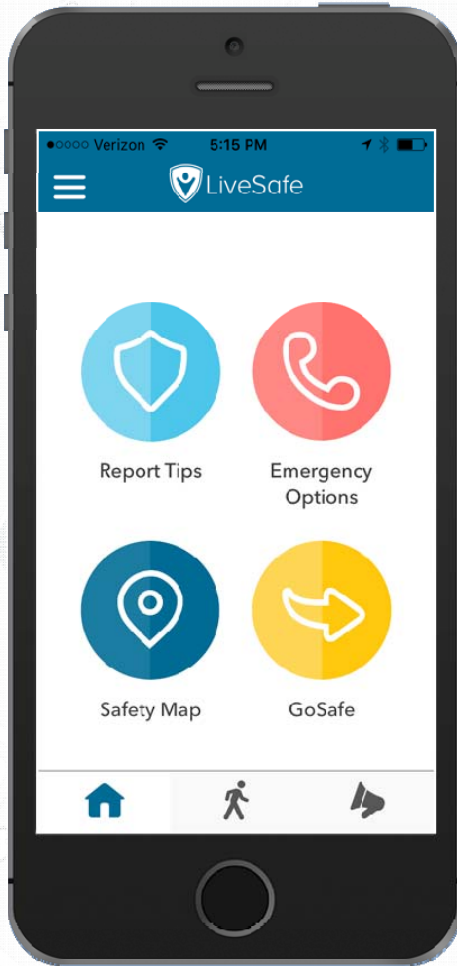 Verizon 5:15 PM
LiveSafe
Report Tips
Emergency
Options
Safety Map
GoSafe